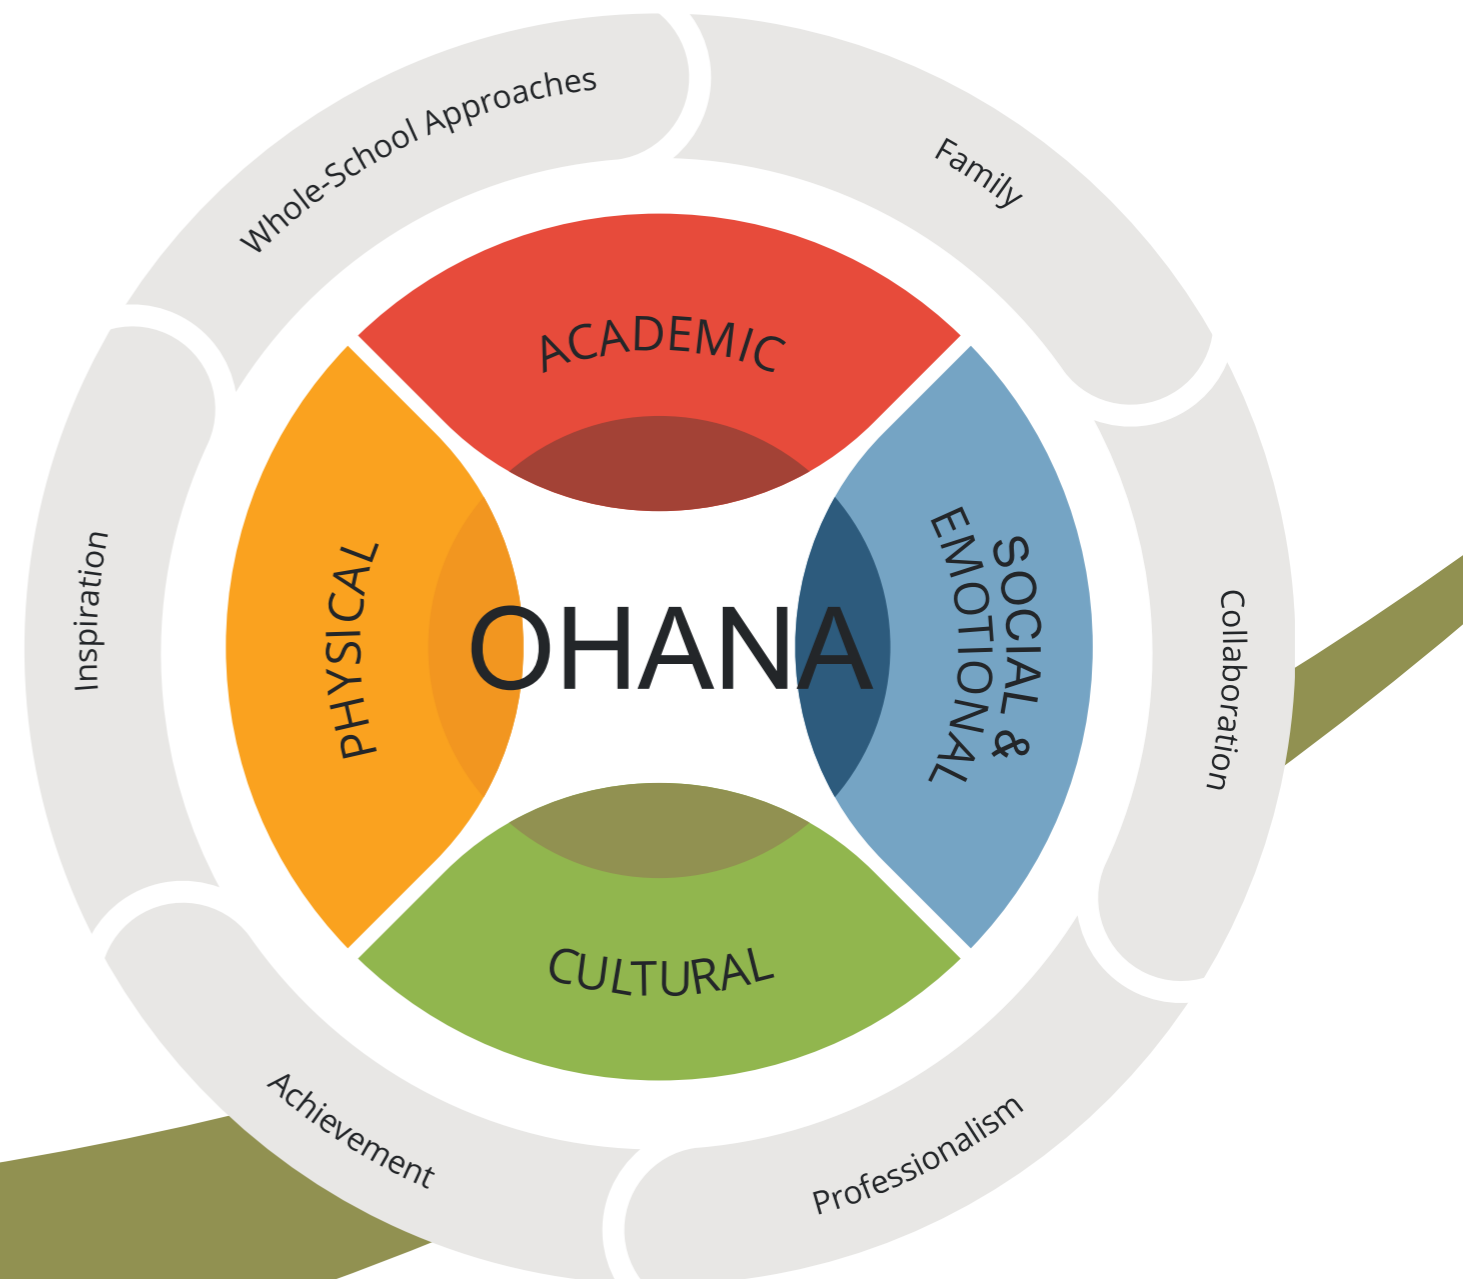 Whole-School Approaches
Family
ACADEMIC
PHYSICAL
OHANA
SOCIAL &
EMOTIONAL
Inspiration
Collaboration
CULTURAL
Achievement
Professionalism